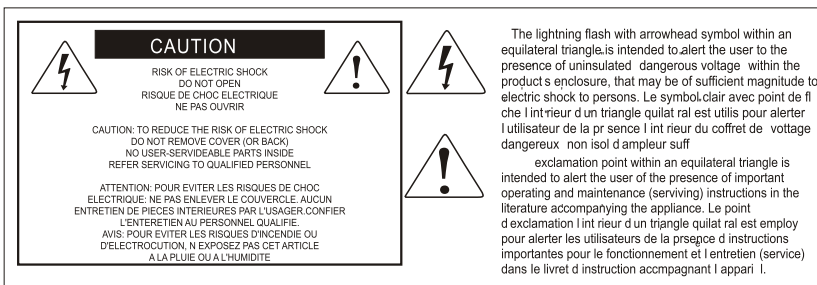 CAUTION
RISK OF ELECTRIC SHOCK
DO NOT OPEN
RISQUE DE CHOC ELECTRIQUE
NE PAS OUVRIR
CAUTION: TO REDUCE THE RISK OF ELECTRIC SHOCK
DO NOT REMOVE COVER (OR BACK)
NO USER-SERVIDEABLE PARTS INSIDE
REFER SERVICING TO QUALIFIED PERSONNEL
ATTENTION: POUR EVITER LES RISQUES DE CHOC
ELECTRIQUE: NE PAS ENLEVER LE COUVERCLE. AUCUN
ENTRETIEN DE PIECES INTERIEURES PAR L'USAGER.CONFIER
L'ENTERETIEN AU PERSONNEL QUALIFIE.
AVIS: POUR EVITER LES RISQUES D'INCENDIE OU
D'ELECTROCUTION, N EXPOSEZ PAS CET ARTICLE
A LA PLUIE OU A L'HUMIDITE
The lightning flash with arrowhead symbol within an
equilateral triangle.is intended to.alert the user to the
presence of uninsulated dangerous voltage within the
product s enclosure, that may be of sufficient magnitude to
electric shock to persons. Le symbol.clair avec point de fl
che l int rieur d un triangle quilat ral est utilis pour alerter
l utilisateur de la pr sence l int rieur du coffret de vottage
dangereux non isol d ampleur suff
exclamation point within an equilateral triangle is
intended to alert the user of the presence of important
operating and maintenance (serviving) instructions in the
literature accompanying the appliance. Le point
d exclamation l int rieur d un triangle quilat ral est employ
pour alerter les utilisateurs de la prsence d instructions
importantes pour le fonctionnement et l entretien (service)
dans le livret d instruction accmpagnant l appari l.